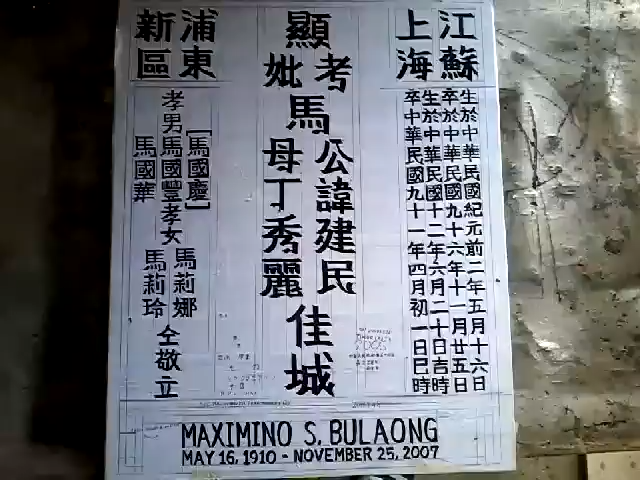 江蘇
上海
生於中華民國紀元前二年五月十六日
卒於中華民國九十六年十一月廿五日
生於中華民國十二年六月二十日吉時
卒中華民國九十一年四月初一日巳時
顯
考妣
馬
公諱建民
母丁秀麗
佳城
浦東
新區
孝男
[馬國慶]
馬國豐
馬國華
孝女
馬莉娜
馬莉玲
仝敬立
MAXIMINO S. BULAONG
MAY 16, 1910 - NOVEMBER 25, 2007